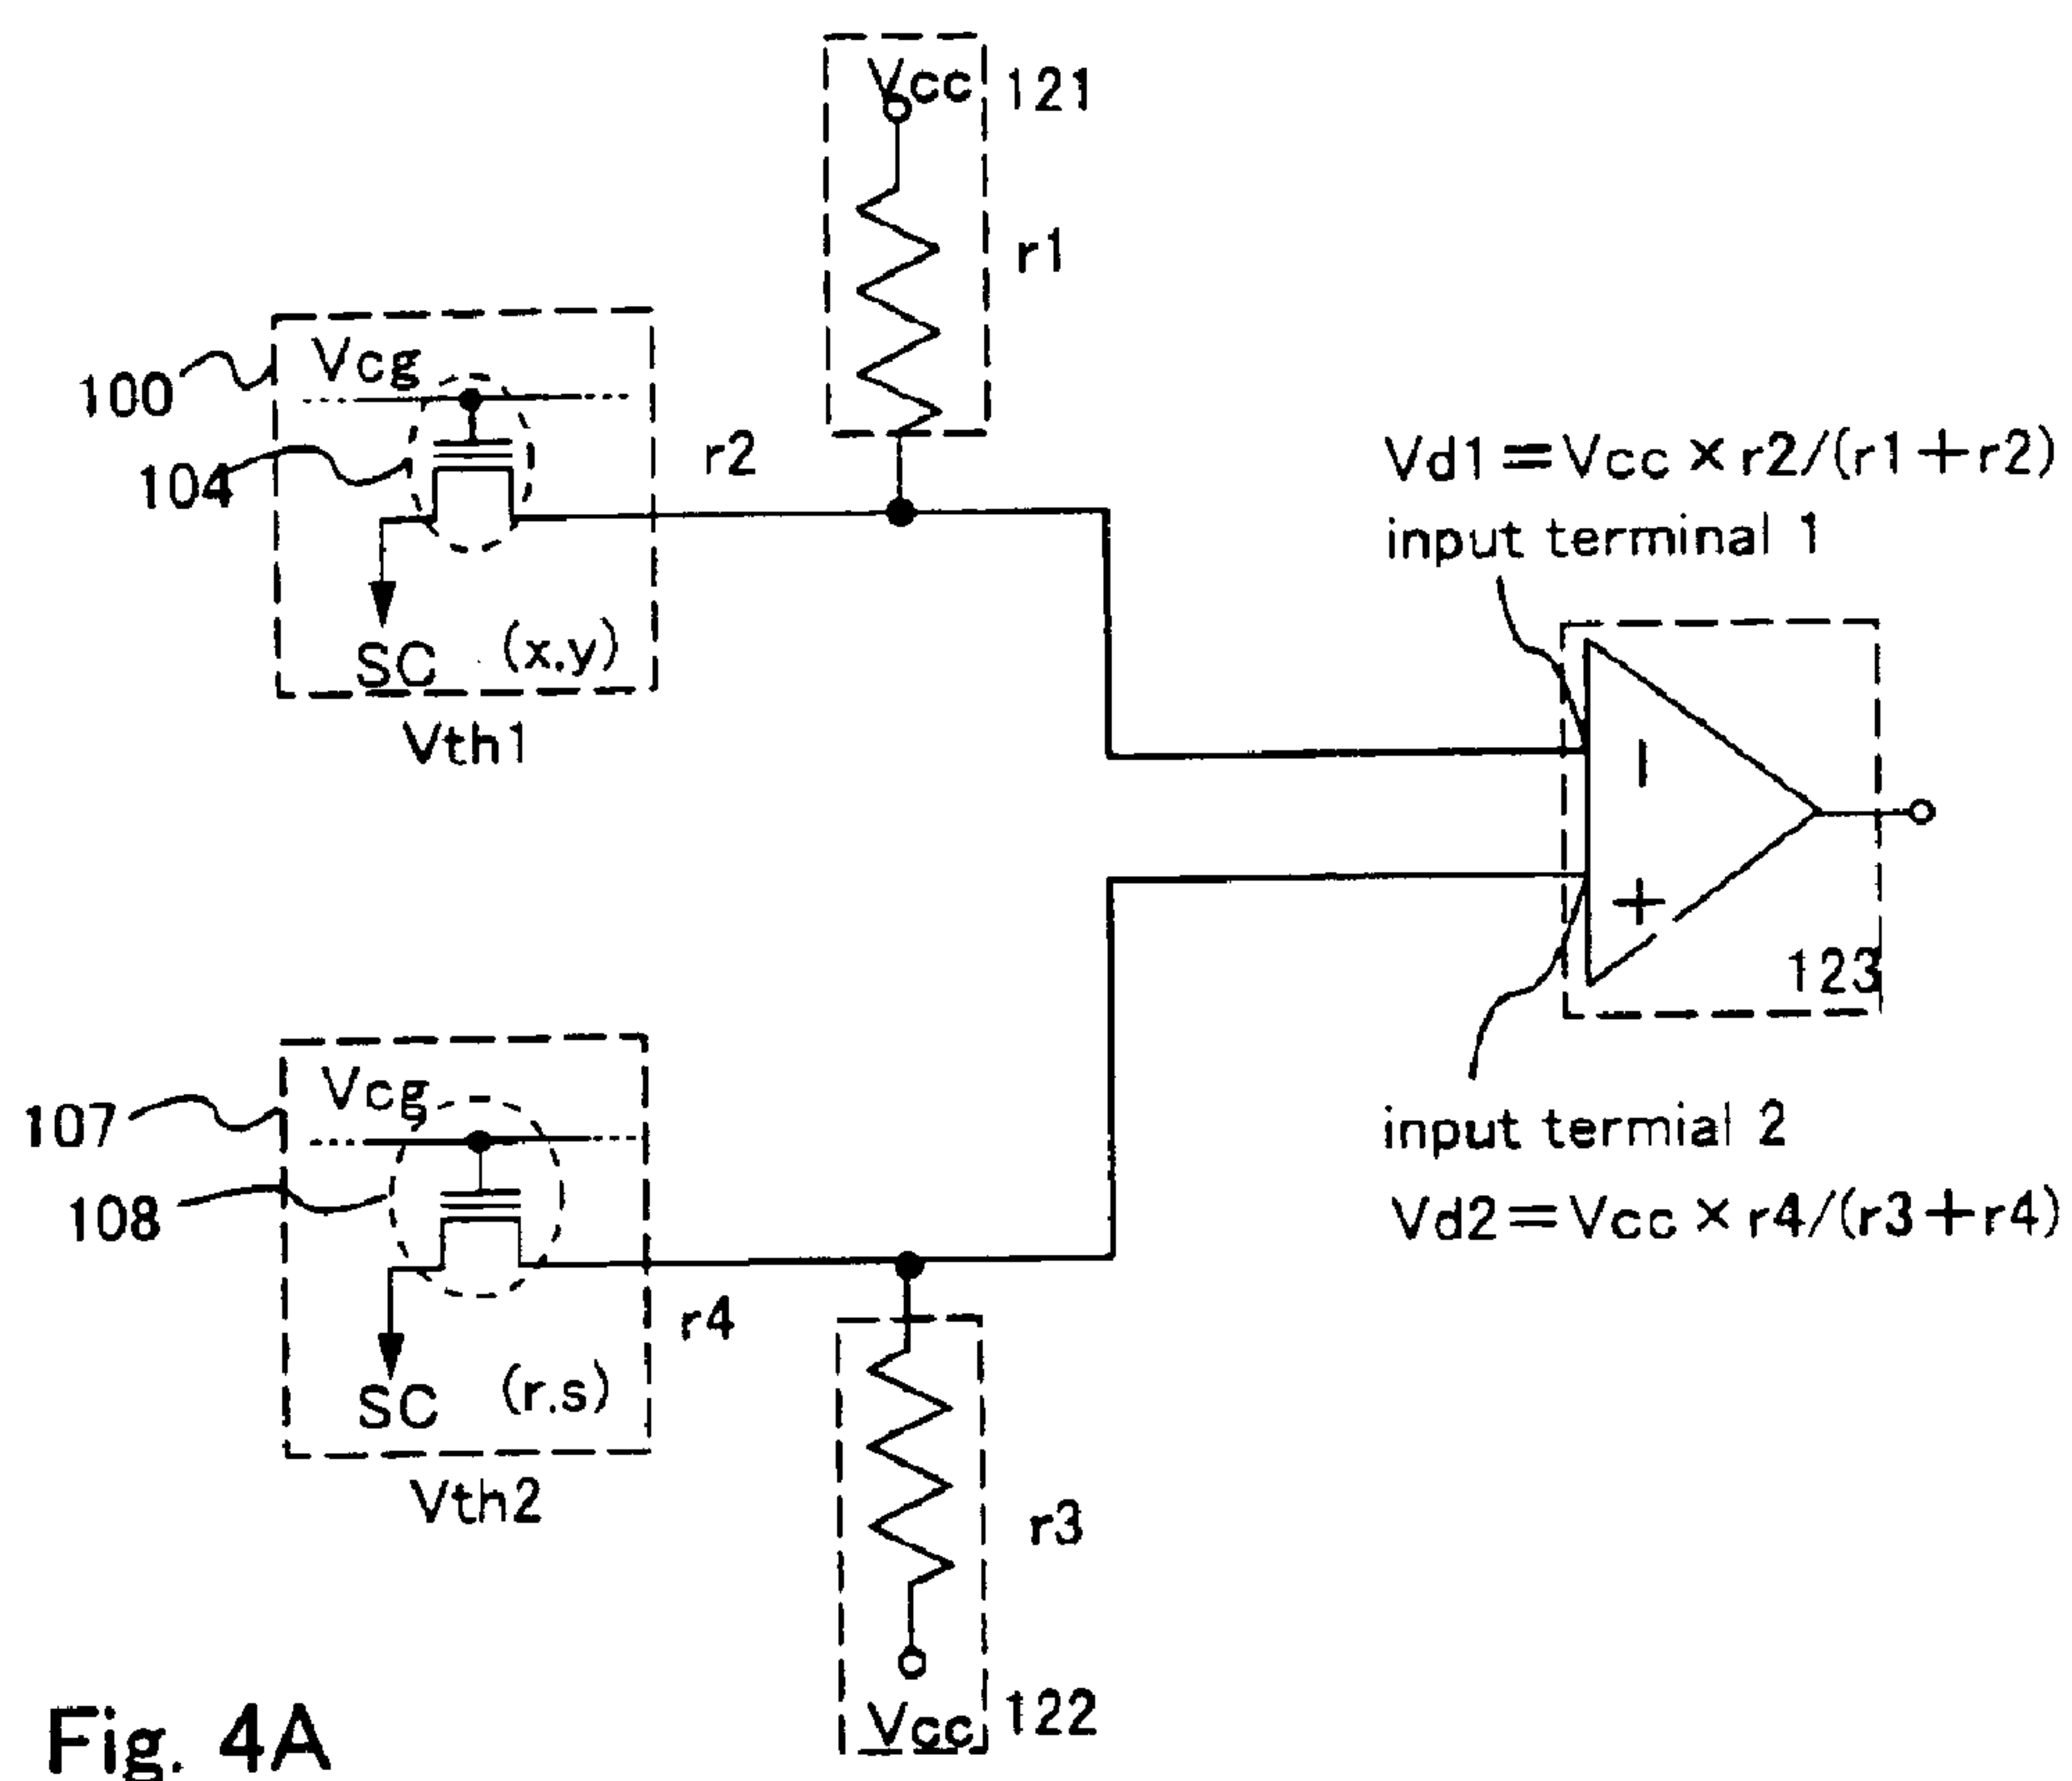 Vcc 121
r1
Vcg
100
104
r2
SC (x.y)
Vth1
Vd1=Vcc×r2/(r1+r2)
input terminal 1
−
+
123
Vcg
107
108
r4
SC (r.s)
Vth2
input termial 2
Vd2=Vcc×r4/(r3+r4)
r3
Vcc 122
Fig. 4A